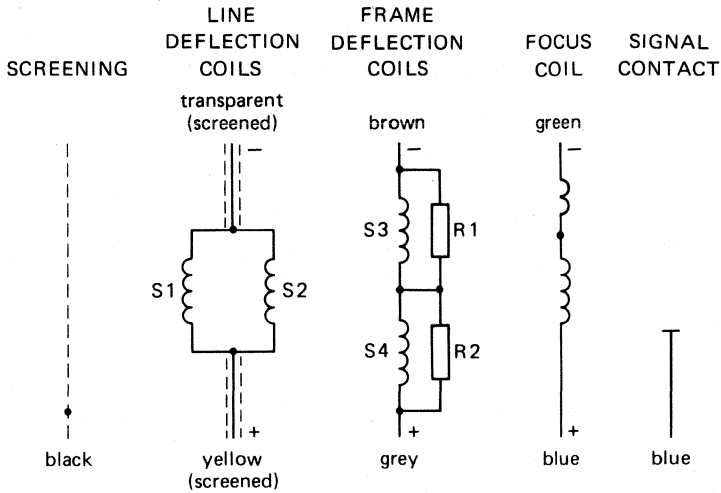 SCREENING
LINE
DEFLECTION
COILS
FRAME
DEFLECTION
COILS
FOCUS
COIL
SIGNAL
CONTACT
transparent
(screened)
brown
green
−
−
−
S1
S2
S3
R1
S4
R2
+
+
+
black
yellow
(screened)
grey
blue
blue